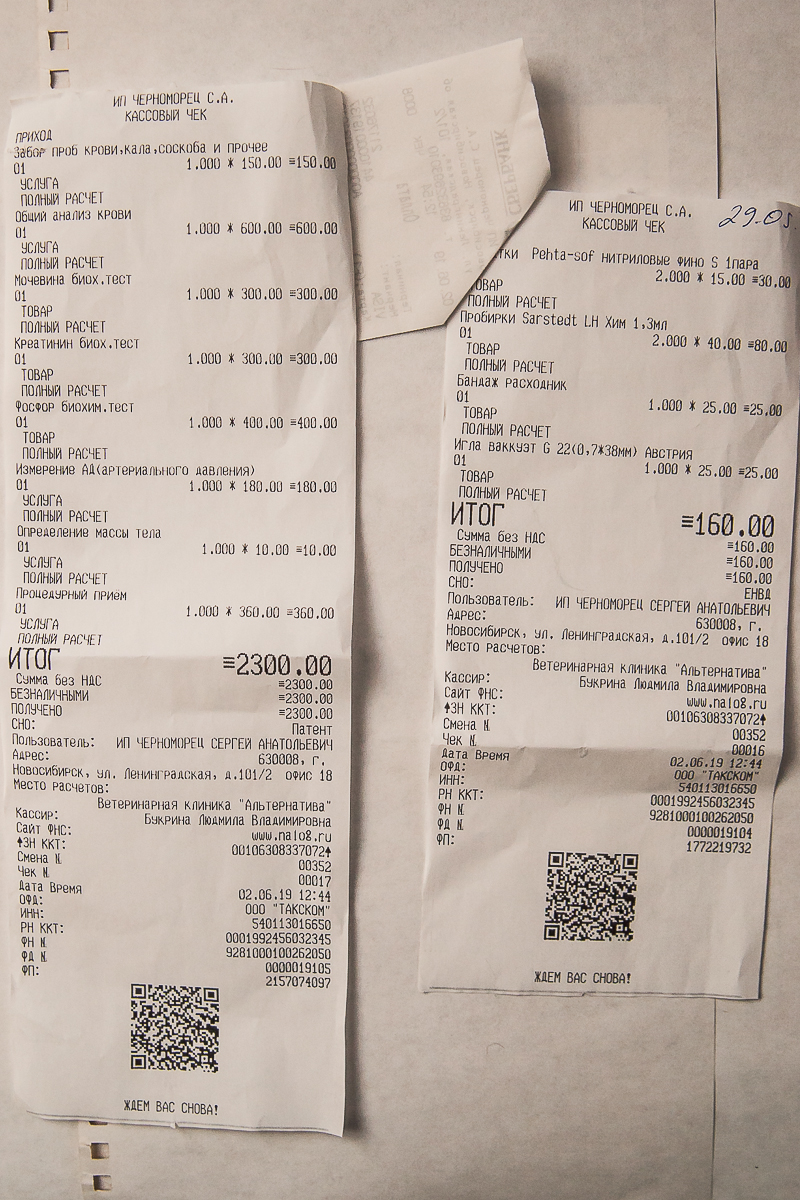 ИП ЧЕРНОМОРЕЦ С.А.
КАССОВЫЙ ЧЕК
ПРИХОД
Забор проб крови,кала,соскоба и прочее
01 1.000 * 150.00 ≡150.00
УСЛУГА
ПОЛНЫЙ РАСЧЕТ
Общий анализ крови
01 1.000 * 600.00 ≡600.00
УСЛУГА
ПОЛНЫЙ РАСЧЕТ
Мочевина биох.тест
01 1.000 * 300.00 ≡300.00
ТОВАР
ПОЛНЫЙ РАСЧЕТ
Креатинин биох.тест
01 1.000 * 300.00 ≡300.00
ТОВАР
ПОЛНЫЙ РАСЧЕТ
Фосфор биохим.тест
01 1.000 * 400.00 ≡400.00
ТОВАР
ПОЛНЫЙ РАСЧЕТ
Измерение АД(артериального давления)
01 1.000 * 180.00 ≡180.00
УСЛУГА
ПОЛНЫЙ РАСЧЕТ
Определение массы тела
01 1.000 * 10.00 ≡10.00
УСЛУГА
ПОЛНЫЙ РАСЧЕТ
Процедурный прием
01 1.000 * 360.00 ≡360.00
УСЛУГА
ПОЛНЫЙ РАСЧЕТ
ИТОГ ≡2300.00
Сумма без НДС ≡2300.00
БЕЗНАЛИЧНЫМИ ≡2300.00
ПОЛУЧЕНО ≡2300.00
СНО: Патент
Пользователь: ИП ЧЕРНОМОРЕЦ СЕРГЕЙ АНАТОЛЬЕВИЧ
Адрес: 630008, г.
Новосибирск, ул. Ленинградская, д.101/2 офис 18
Место расчетов:
Ветеринарная клиника "Альтернатива"
Кассир: Букрина Людмила Владимировна
Сайт ФНС: www.nalog.ru
↑ЗН ККТ: 00106308337072↑
Смена N 00352
Чек N 00017
Дата Время 02.06.19 12:44
ОФД: ООО "ТАКСКОМ"
ИНН: 540113016650
РН ККТ: 0001992456032345
ФН N 9281000100262050
ФД N 0000019105
ФП: 2157074097
ЖДЕМ ВАС СНОВА!
СБЕРБАНК
ИП ЧЕРНОМОРЕЦ С.А.
29.05.
КАССОВЫЙ ЧЕК
тки Pehta-sof нитриловые фино S 1пара
2.000 * 15.00 ≡30.00
ОВАР
ПОЛНЫЙ РАСЧЕТ
Пробирки Sarstedt LH Хим 1,3мл
01 2.000 * 40.00 ≡80.00
ТОВАР
ПОЛНЫЙ РАСЧЕТ
Бандаж расходник
01 1.000 * 25.00 ≡25.00
ТОВАР
ПОЛНЫЙ РАСЧЕТ
Игла ваккуэт G 22(0,7*38мм) Австрия
01 1.000 * 25.00 ≡25.00
ТОВАР
ПОЛНЫЙ РАСЧЕТ
ИТОГ ≡160.00
Сумма без НДС ≡160.00
БЕЗНАЛИЧНЫМИ ≡160.00
ПОЛУЧЕНО ≡160.00
СНО: ЕНВД
Пользователь: ИП ЧЕРНОМОРЕЦ СЕРГЕЙ АНАТОЛЬЕВИЧ
Адрес: 630008, г.
Новосибирск, ул. Ленинградская, д.101/2 офис 18
Место расчетов:
Ветеринарная клиника "Альтернатива"
Кассир: Букрина Людмила Владимировна
Сайт ФНС: www.nalog.ru
↑ЗН ККТ: 00106308337072↑
Смена N 00352
Чек N 00016
Дата Время 02.06.19 12:44
ОФД: ООО "ТАКСКОМ"
ИНН: 540113016650
РН ККТ: 0001992456032345
ФН N 9281000100262050
ФД N 0000019104
ФП: 1772219732
ЖДЕМ ВАС СНОВА!